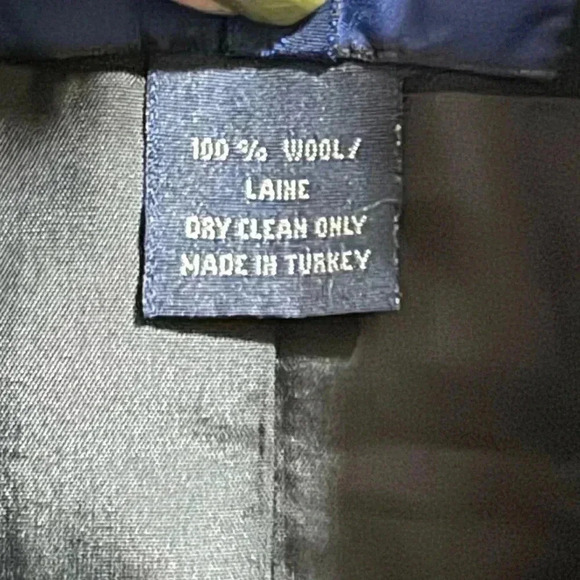 100 % WOOL/
LAINE
DRY CLEAN ONLY
MADE IN TURKEY